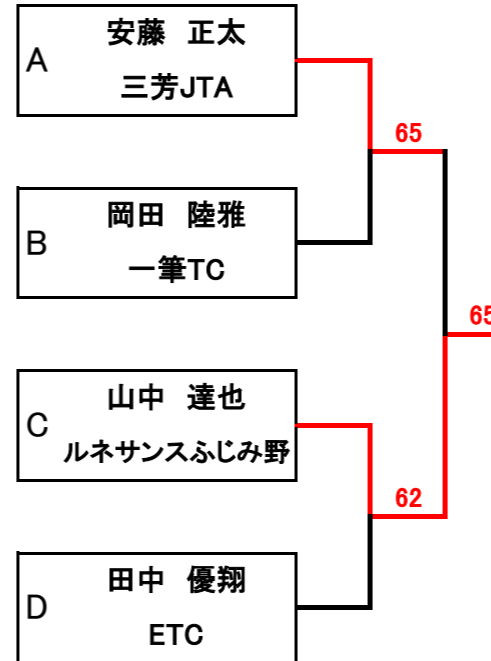 A
安藤 正太
三芳JTA
65
B
岡田 陸雅
一筆TC
65
C
山中 達也
ルネサンスふじみ野
62
D
田中 優翔
ETC